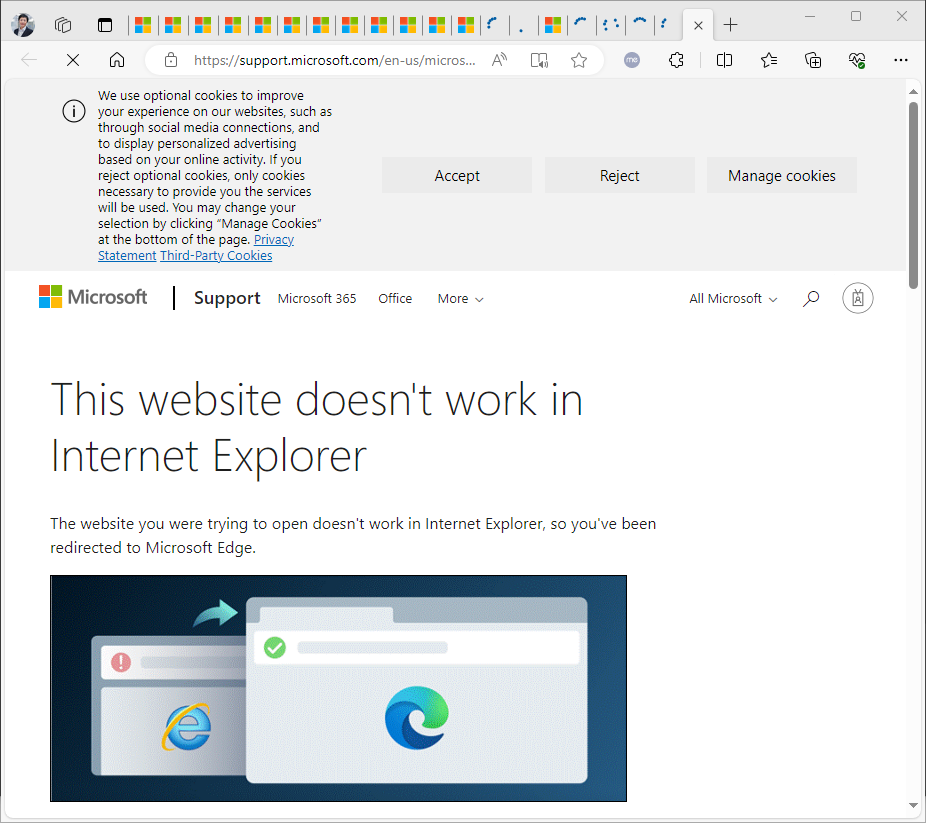 https://support.microsoft.com/en-us/micros...
We use optional cookies to improve
your experience on our websites, such as
through social media connections, and
to display personalized advertising
based on your online activity. If you
reject optional cookies, only cookies
necessary to provide you the services
will be used. You may change your
selection by clicking “Manage Cookies”
at the bottom of the page. Privacy
Statement Third-Party Cookies
Accept
Reject
Manage cookies
Microsoft
Support
Microsoft 365
Office
More
All Microsoft
This website doesn't work in
Internet Explorer
The website you were trying to open doesn't work in Internet Explorer, so you've been
redirected to Microsoft Edge.